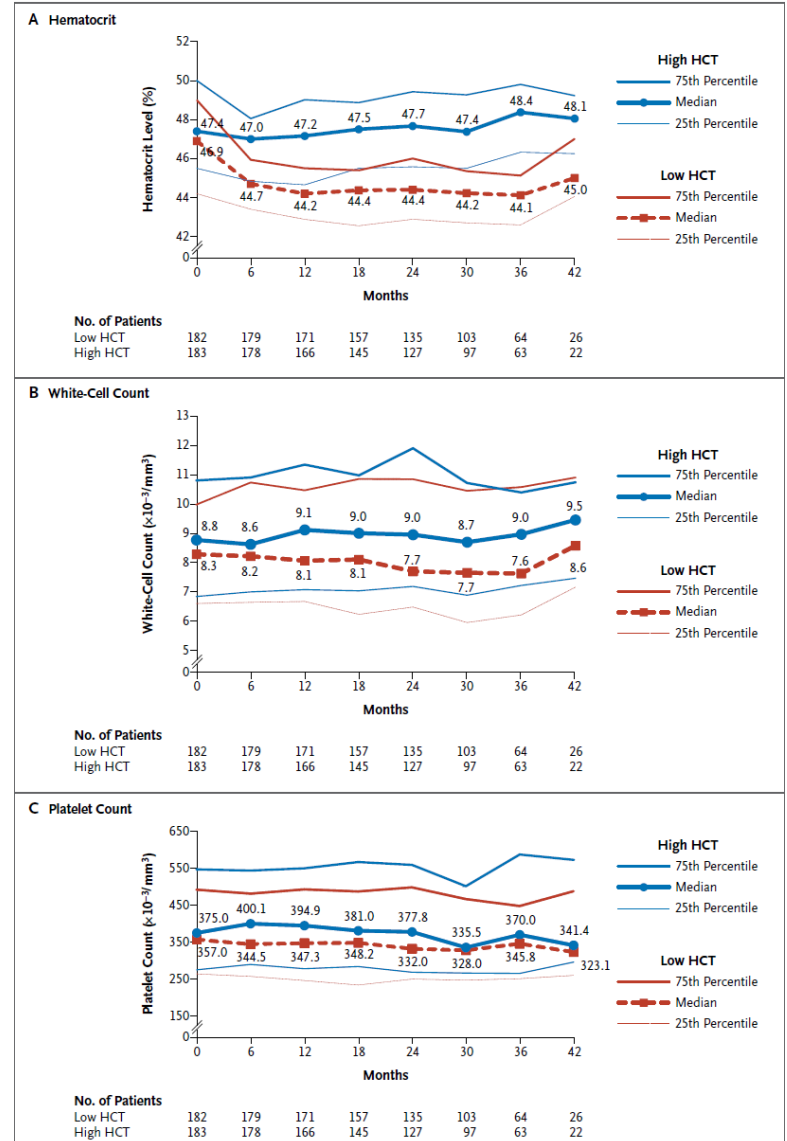 A Hematocrit
52
50
48
46
44
42
0
Hematocrit Level (%)
47.4 47.0 47.2 47.5 47.7 47.4 48.4 48.1
46.9 44.7 44.2 44.4 44.4 44.2 44.1 45.0
0 6 12 18 24 30 36 42
Months
High HCT
75th Percentile
Median
25th Percentile
Low HCT
75th Percentile
Median
25th Percentile
No. of Patients
Low HCT 182 179 171 157 135 103 64 26
High HCT 183 178 166 145 127 97 63 22
B White-Cell Count
13
12
11
10
9
8
7
6
5
0
White-Cell Count (×10⁻³/mm³)
8.8 8.6 9.1 9.0 9.0 8.7 9.0 9.5
8.3 8.2 8.1 8.1 7.7 7.7 7.6 8.6
0 6 12 18 24 30 36 42
Months
High HCT
75th Percentile
Median
25th Percentile
Low HCT
75th Percentile
Median
25th Percentile
No. of Patients
Low HCT 182 179 171 157 135 103 64 26
High HCT 183 178 166 145 127 97 63 22
C Platelet Count
650
550
450
350
250
150
0
Platelet Count (×10⁻³/mm³)
375.0 400.1 394.9 381.0 377.8 335.5 370.0 341.4
357.0 344.5 347.3 348.2 332.0 328.0 345.8 323.1
0 6 12 18 24 30 36 42
Months
High HCT
75th Percentile
Median
25th Percentile
Low HCT
75th Percentile
Median
25th Percentile
No. of Patients
Low HCT 182 179 171 157 135 103 64 26
High HCT 183 178 166 145 127 97 63 22